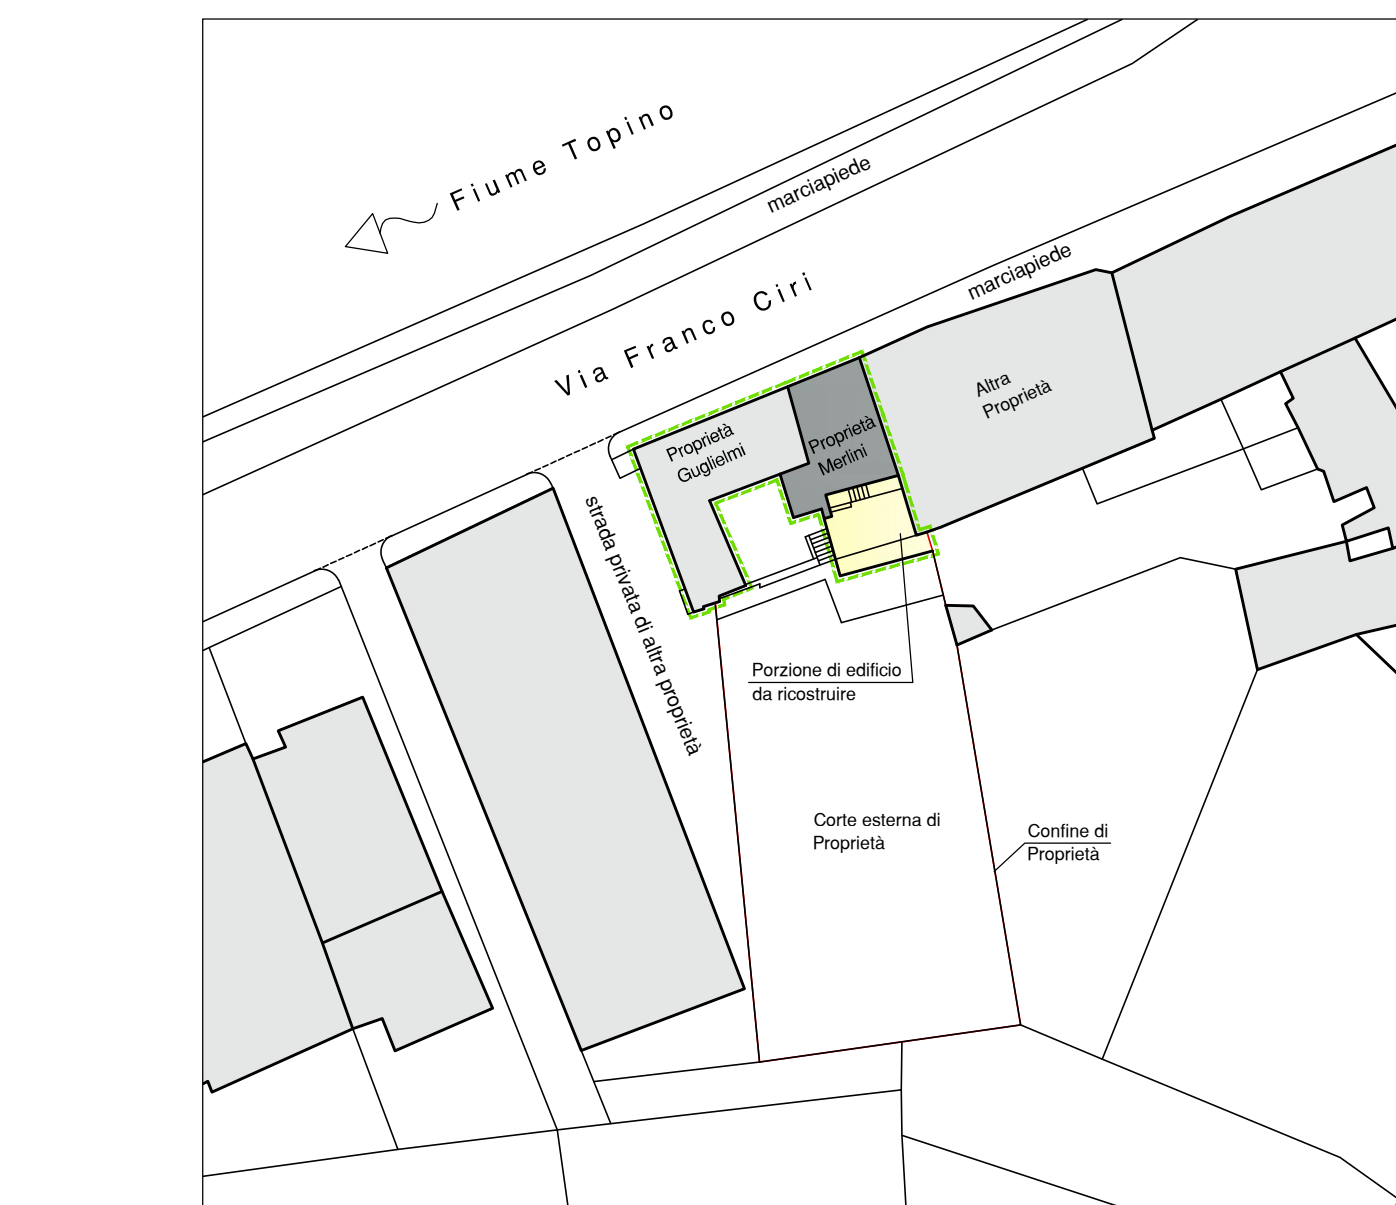 Fiume Topino
marciapiede
Via Franco Ciri
marciapiede
Altra
Proprietà
Proprietà
Guglielmi
Proprietà
Merlini
strada privata di altra proprietà
Porzione di edificio
da ricostruire
Corte esterna di
Proprietà
Confine di
Proprietà